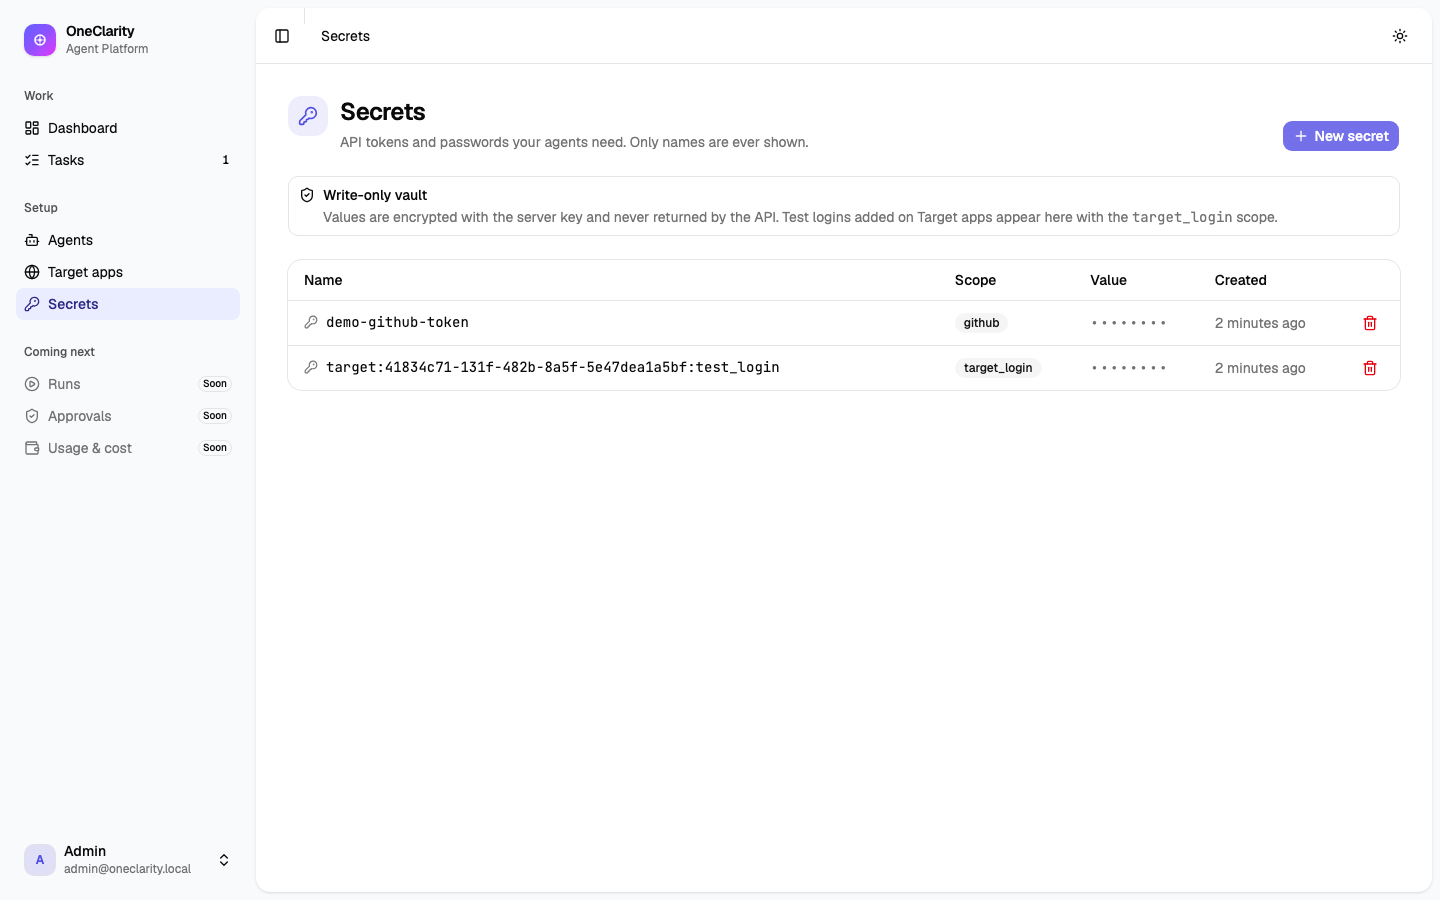 OneClarity
Agent Platform
Work
Dashboard
Tasks 1
Setup
Agents
Target apps
Secrets
Coming next
Runs Soon
Approvals Soon
Usage & cost Soon
A
Admin
admin@oneclarity.local
Secrets
Secrets
API tokens and passwords your agents need. Only names are ever shown.
New secret
Write-only vault
Values are encrypted with the server key and never returned by the API. Test logins added on Target apps appear here with the target_login scope.
Name Scope Value Created
demo-github-token github •••••••• 2 minutes ago
target:41834c71-131f-482b-8a5f-5e47dea1a5bf:test_login target_login •••••••• 2 minutes ago